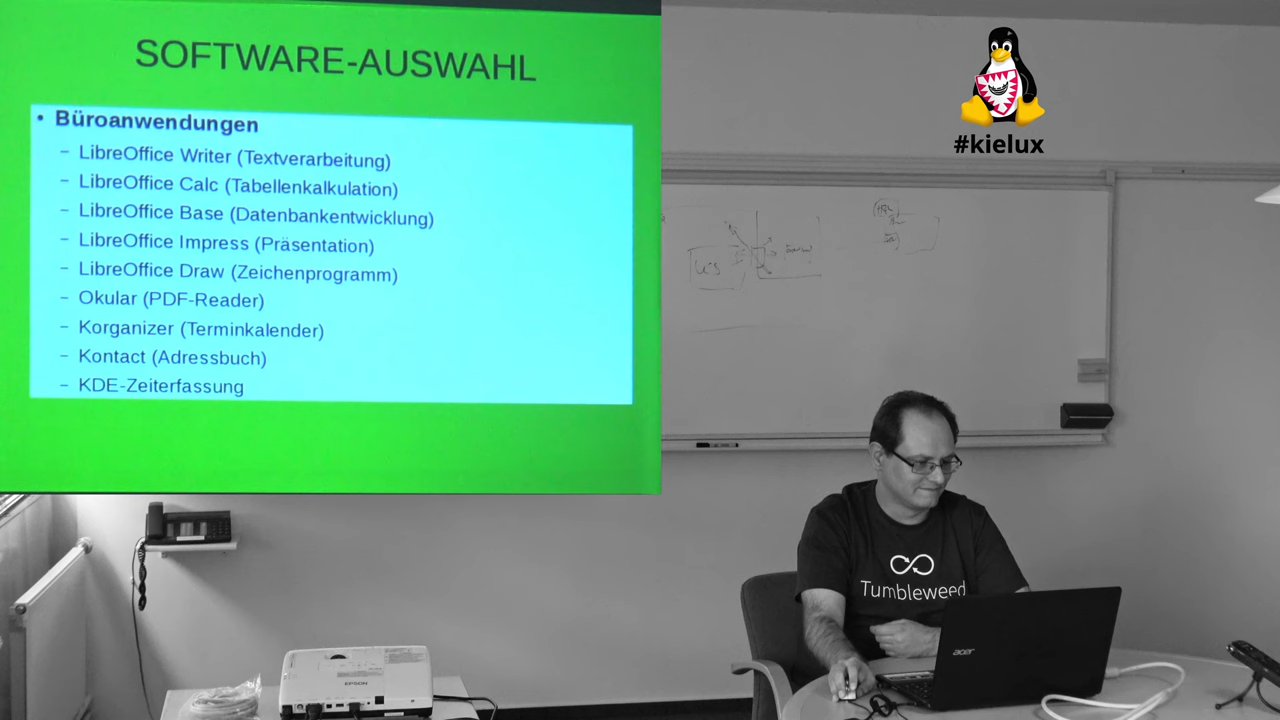 SOFTWARE-AUSWAHL
• Büroanwendungen
– LibreOffice Writer (Textverarbeitung)
– LibreOffice Calc (Tabellenkalkulation)
– LibreOffice Base (Datenbankentwicklung)
– LibreOffice Impress (Präsentation)
– LibreOffice Draw (Zeichenprogramm)
– Okular (PDF-Reader)
– Korganizer (Terminkalender)
– Kontact (Adressbuch)
– KDE-Zeiterfassung
#kielux
Tumbleweed
acer
EPSON